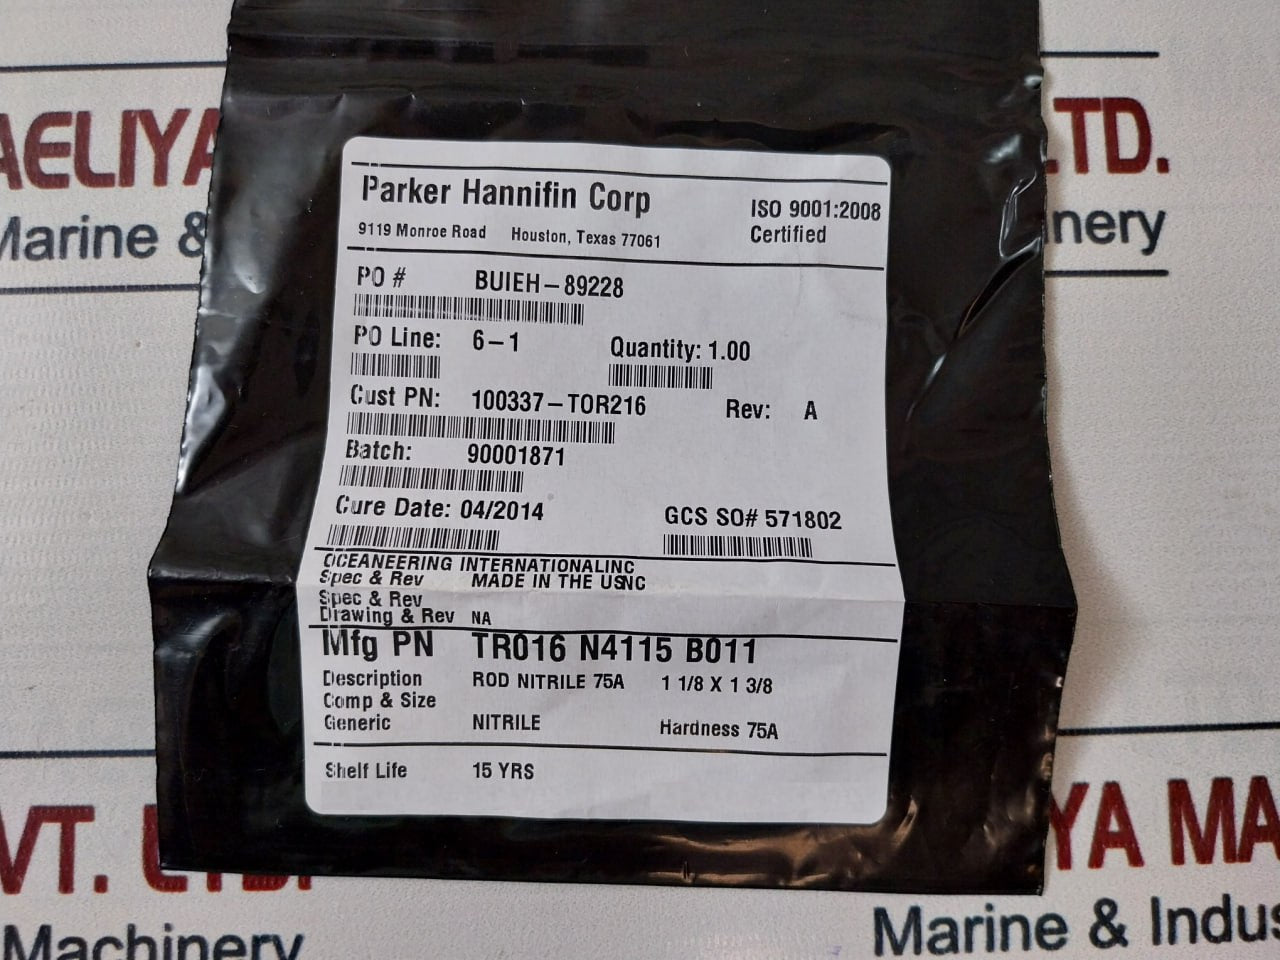 AELIYA
LTD.
Marine &
nery
Parker Hannifin Corp
ISO 9001:2008
Certified
9119 Monroe Road Houston, Texas 77061
PO # BUIEH-89228
PO Line: 6-1 Quantity: 1.00
Cust PN: 100337-TOR216 Rev: A
Batch: 90001871
Cure Date: 04/2014 GCS SO# 571802
OCEANEERING INTERNATIONALINC
Spec & Rev MADE IN THE USNC
Spec & Rev
Drawing & Rev NA
Mfg PN TR016 N4115 B011
Description ROD NITRILE 75A 1 1/8 X 1 3/8
Comp & Size
Generic NITRILE Hardness 75A
Shelf Life 15 YRS
VT. LTD.
YA MA
Machinery
Marine & Indus